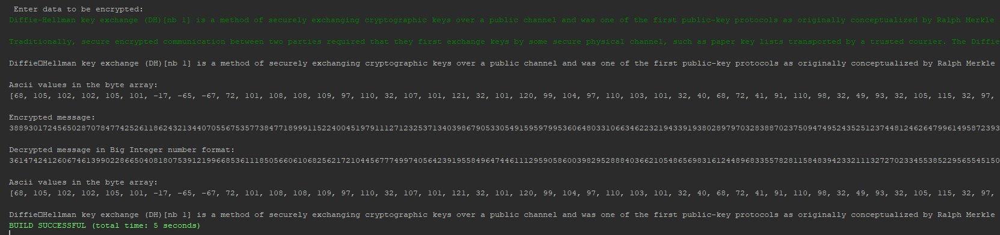 Enter data to be encrypted:
Diffie-Hellman key exchange (DH)[nb 1] is a method of securely exchanging cryptographic keys over a public channel and was one of the first public-key protocols as originally conceptualized by Ralph Merkle
Traditionally, secure encrypted communication between two parties required that they first exchange keys by some secure physical channel, such as paper key lists transported by a trusted courier. The Diffie
Diffie□Hellman key exchange (DH)[nb 1] is a method of securely exchanging cryptographic keys over a public channel and was one of the first public-key protocols as originally conceptualized by Ralph Merkle
Ascii values in the byte array:
[68, 105, 102, 102, 105, 101, -17, -65, -67, 72, 101, 108, 108, 109, 97, 110, 32, 107, 101, 121, 32, 101, 120, 99, 104, 97, 110, 103, 101, 32, 40, 68, 72, 41, 91, 110, 98, 32, 49, 93, 32, 105, 115, 32, 97,
Encrypted message:
Decrypted message in Big Integer number format:
Ascii values in the byte array:
[68, 105, 102, 102, 105, 101, -17, -65, -67, 72, 101, 108, 108, 109, 97, 110, 32, 107, 101, 121, 32, 101, 120, 99, 104, 97, 110, 103, 101, 32, 40, 68, 72, 41, 91, 110, 98, 32, 49, 93, 32, 105, 115, 32, 97,
Diffie□Hellman key exchange (DH)[nb 1] is a method of securely exchanging cryptographic keys over a public channel and was one of the first public-key protocols as originally conceptualized by Ralph Merkle
BUILD SUCCESSFUL (total time: 5 seconds)